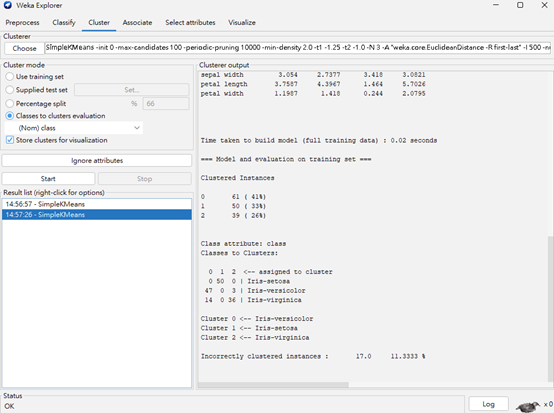 Weka Explorer
Preprocess Classify Cluster Associate Select attributes Visualize
Clusterer
Choose SimpleKMeans -init 0 -max-candidates 100 -periodic-pruning 10000 -min-density 2.0 -t1 -1.25 -t2 -1.0 -N 3 -A "weka.core.EuclideanDistance -R first-last" -I 500
Cluster mode
Use training set
Supplied test set Set...
Percentage split % 66
Classes to clusters evaluation
(Nom) class
Store clusters for visualization
Ignore attributes
Start Stop
Result list (right-click for options)
14:56:57 - SimpleKMeans
14:57:26 - SimpleKMeans
Clusterer output
sepal width 3.054 2.7377 3.418 3.0821
petal length 3.7587 4.3967 1.464 5.7026
petal width 1.1987 1.418 0.244 2.0795
Time taken to build model (full training data) : 0.02 seconds
=== Model and evaluation on training set ===
Clustered Instances
0 61 ( 41%)
1 50 ( 33%)
2 39 ( 26%)
Class attribute: class
Classes to Clusters:
0 1 2 <-- assigned to cluster
0 50 0 | Iris-setosa
47 0 3 | Iris-versicolor
14 0 36 | Iris-virginica
Cluster 0 <-- Iris-versicolor
Cluster 1 <-- Iris-setosa
Cluster 2 <-- Iris-virginica
Incorrectly clustered instances : 17.0 11.3333 %
Status
OK
Log
x 0